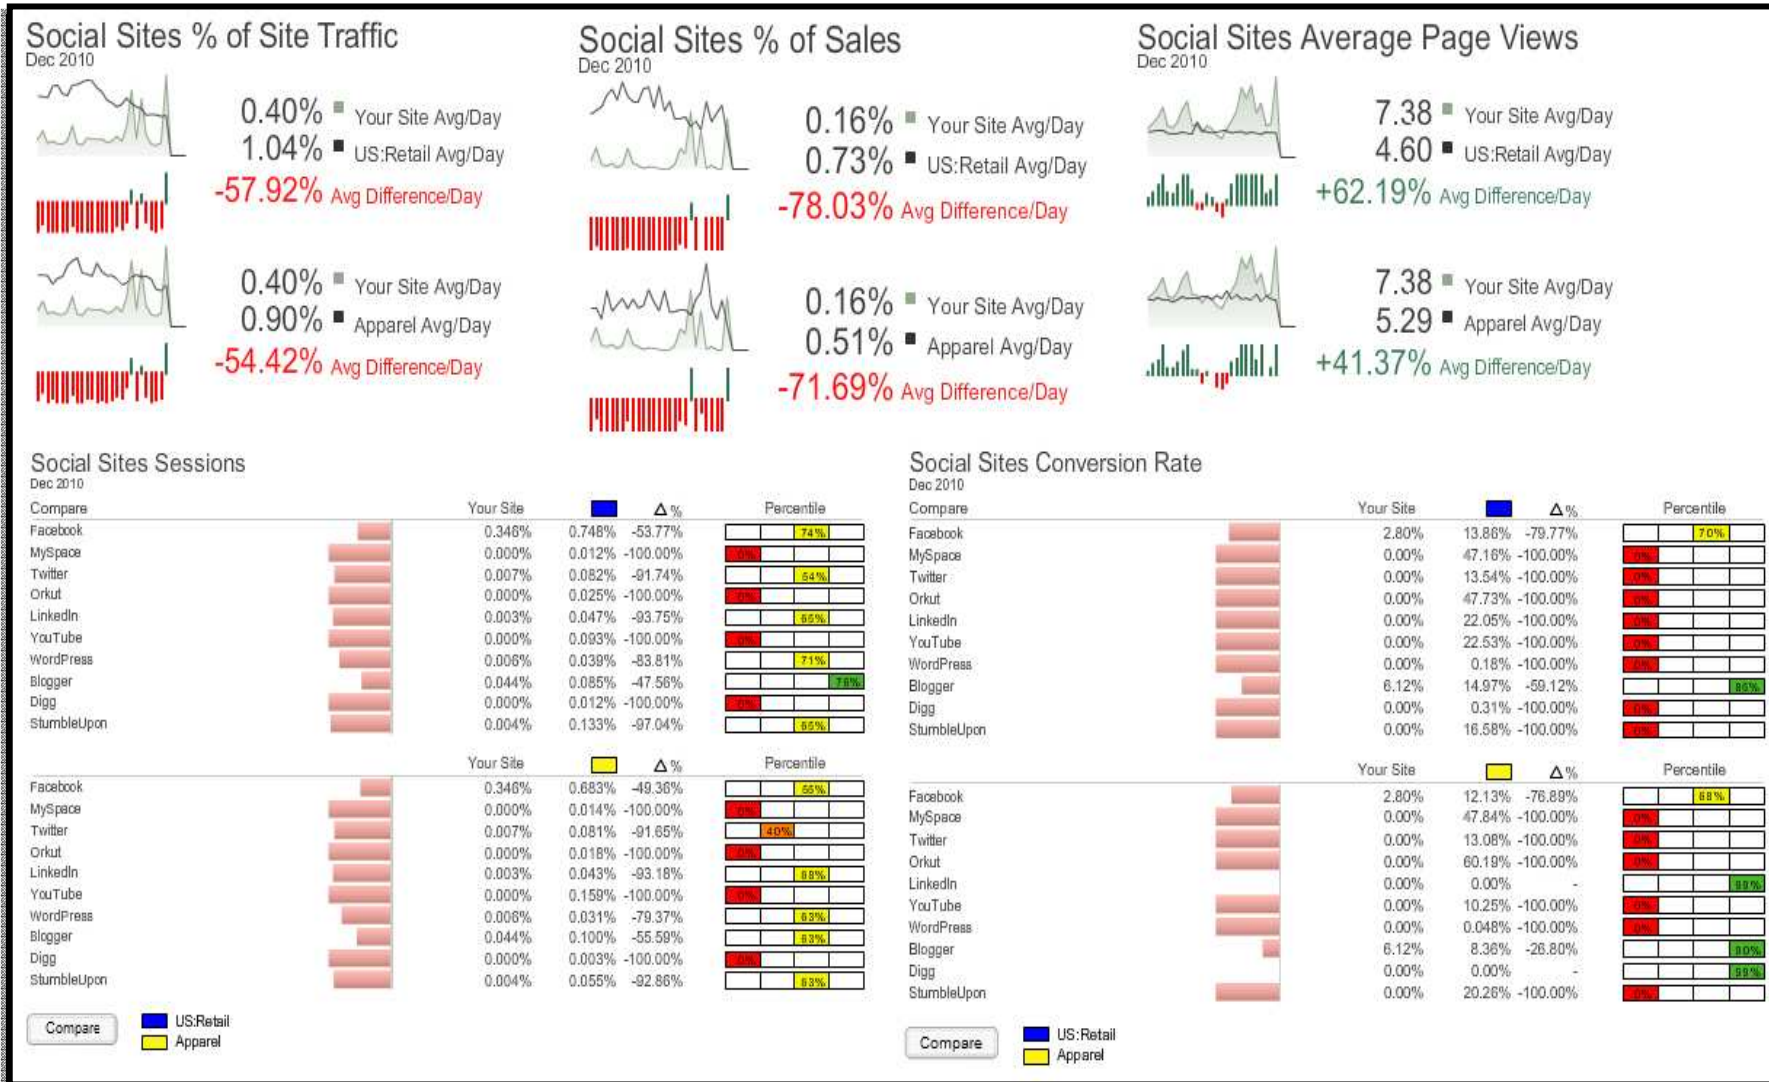 Social Sites % of Site Traffic
Dec 2010
0.40% Your Site Avg/Day
1.04% US:Retail Avg/Day
-57.92% Avg Difference/Day
0.40% Your Site Avg/Day
0.90% Apparel Avg/Day
-54.42% Avg Difference/Day
Social Sites % of Sales
Dec 2010
0.16% Your Site Avg/Day
0.73% US:Retail Avg/Day
-78.03% Avg Difference/Day
0.16% Your Site Avg/Day
0.51% Apparel Avg/Day
-71.69% Avg Difference/Day
Social Sites Average Page Views
Dec 2010
7.38 Your Site Avg/Day
4.60 US:Retail Avg/Day
+62.19% Avg Difference/Day
7.38 Your Site Avg/Day
5.29 Apparel Avg/Day
+41.37% Avg Difference/Day
Social Sites Sessions
Dec 2010
Compare Your Site Δ% Percentile
Facebook 0.346% 0.748% -53.77% 74%
MySpace 0.000% 0.012% -100.00% 0%
Twitter 0.007% 0.082% -91.74%
Orkut 0.000% 0.025% -100.00% 0%
LinkedIn 0.003% 0.047% -93.75%
YouTube 0.000% 0.093% -100.00% 0%
WordPress 0.006% 0.039% -83.81% 71%
Blogger 0.044% 0.085% -47.56%
Digg 0.000% 0.012% -100.00% 0%
StumbleUpon 0.004% 0.133% -97.04%
Your Site Δ% Percentile
Facebook 0.346% 0.683% -49.36%
MySpace 0.000% 0.014% -100.00% 0%
Twitter 0.007% 0.081% -91.65% 40%
Orkut 0.000% 0.018% -100.00% 0%
LinkedIn 0.003% 0.043% -93.18%
YouTube 0.000% 0.159% -100.00% 0%
WordPress 0.006% 0.031% -79.37% 63%
Blogger 0.044% 0.100% -55.59%
Digg 0.000% 0.003% -100.00% 0%
StumbleUpon 0.004% 0.055% -92.86%
Compare
US:Retail
Apparel
Social Sites Conversion Rate
Dec 2010
Compare Your Site Δ% Percentile
Facebook 2.80% 13.86% -79.77% 70%
MySpace 0.00% 47.16% -100.00% 0%
Twitter 0.00% 13.54% -100.00% 0%
Orkut 0.00% 47.73% -100.00% 0%
LinkedIn 0.00% 22.05% -100.00% 0%
YouTube 0.00% 22.53% -100.00% 0%
WordPress 0.00% 0.18% -100.00% 0%
Blogger 6.12% 14.97% -59.12%
Digg 0.00% 0.31% -100.00% 0%
StumbleUpon 0.00% 16.58% -100.00% 0%
Your Site Δ% Percentile
Facebook 2.80% 12.13% -76.89% 68%
MySpace 0.00% 47.84% -100.00% 0%
Twitter 0.00% 13.08% -100.00% 0%
Orkut 0.00% 60.19% -100.00% 0%
LinkedIn 0.00% 0.00% - 99%
YouTube 0.00% 10.25% -100.00% 0%
WordPress 0.00% 0.048% -100.00% 0%
Blogger 6.12% 8.36% -26.80%
Digg 0.00% 0.00% - 99%
StumbleUpon 0.00% 20.26% -100.00% 0%
Compare
US:Retail
Apparel